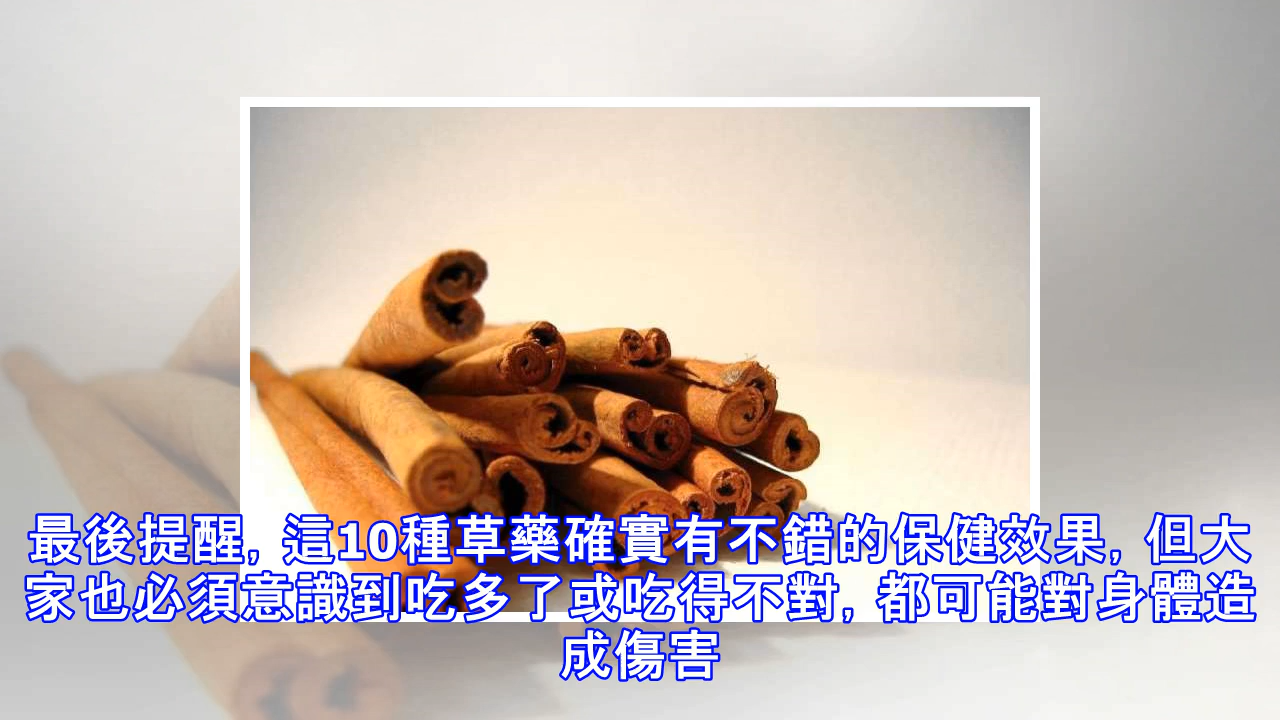 最後提醒, 這10種草藥確實有不錯的保健效果, 但大
家也必須意識到吃多了或吃得不對, 都可能對身體造
成傷害